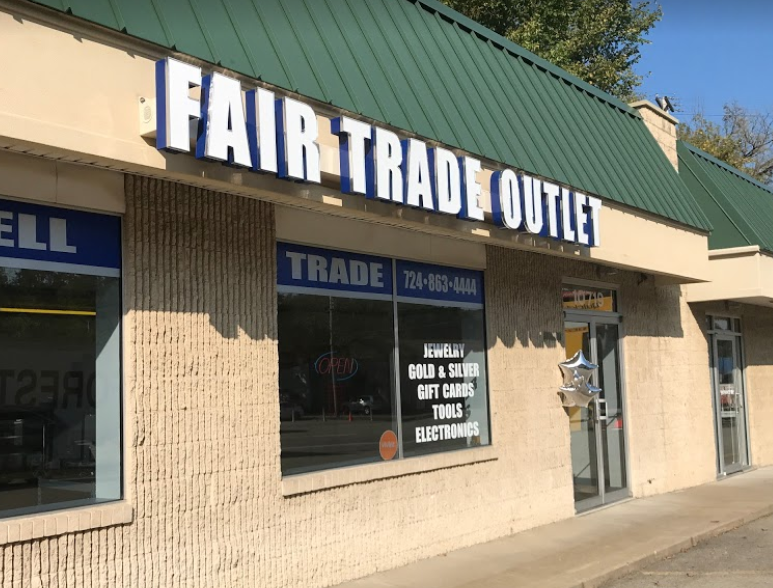 FAIR TRADE OUTLET
ELL
TRADE
724•863•4444
OPEN
JEWELRY
GOLD & SILVER
GIFT CARDS
TOOLS
ELECTRONICS